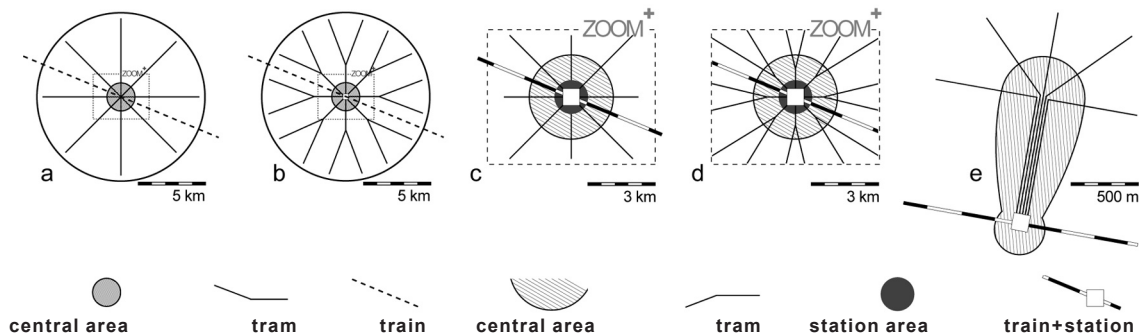 ZOOM+
ZOOM+
ZOOM+
ZOOM+
a
b
c
d
e
5 km
5 km
3 km
3 km
500 m
central area
tram
train
central area
tram
station area
train+station